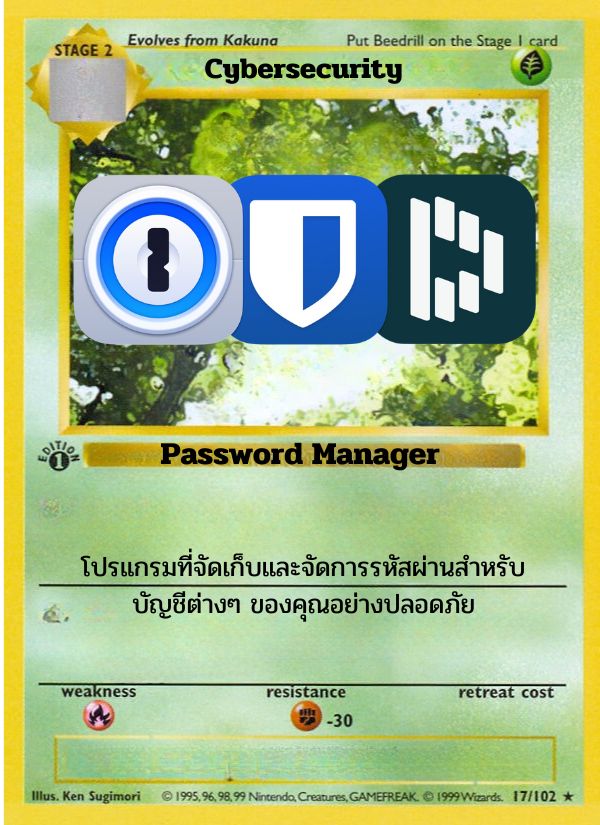 STAGE 2
Evolves from Kakuna
Put Beedrill on the Stage 1 card
Cybersecurity
EDITION
1
Password Manager
โปรแกรมที่จัดเก็บและจัดการรหัสผ่านสำหรับ
บัญชีต่างๆ ของคุณอย่างปลอดภัย
weakness
resistance
retreat cost
-30
Illus. Ken Sugimori
© 1995, 96, 98, 99 Nintendo, Creatures, GAMEFREAK. © 1999 Wizards.
17/102 ★